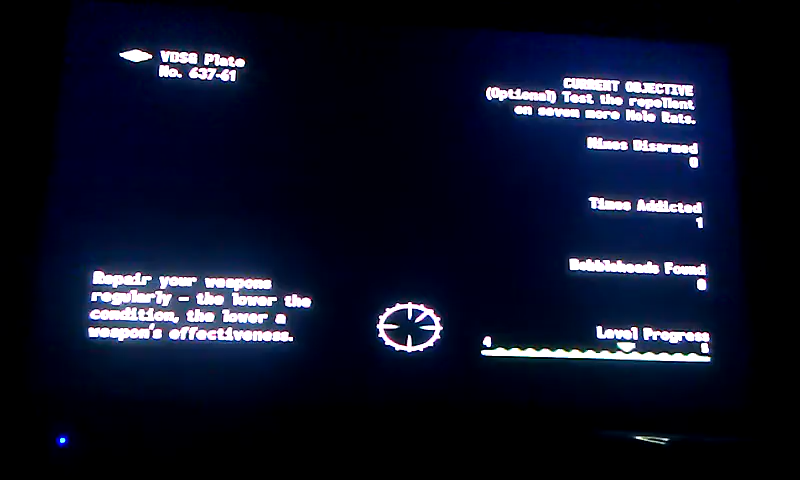 VDSG Plate
No. 637-61
CURRENT OBJECTIVE
(Optional) Test the repellent
on seven more Mole Rats.
Mines Disarmed
0
Times Addicted
1
Bobbleheads Found
0
Level Progress
4 5
Repair your weapons
regularly - the lower the
condition, the lower a
weapon's effectiveness.